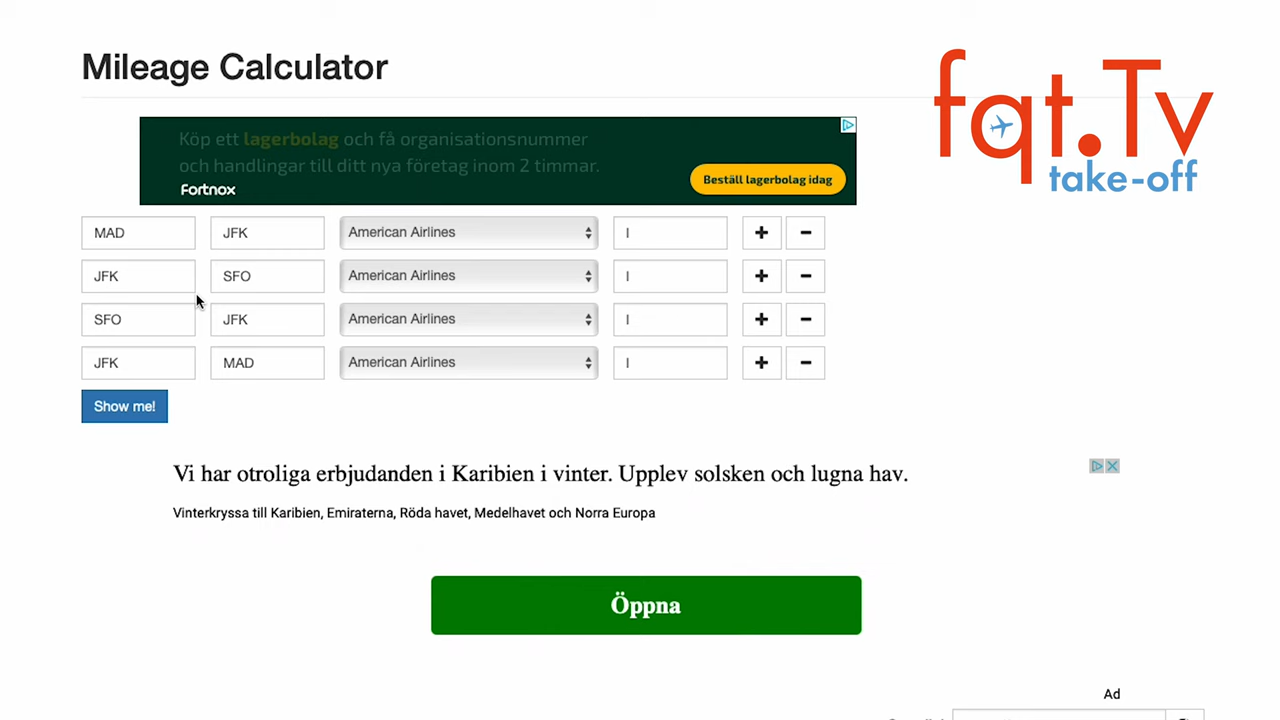 Mileage Calculator
fqt.Tv
take-off
Köp ett lagerbolag och få organisationsnummer
och handlingar till ditt nya företag inom 2 timmar.
Fortnox
Beställ lagerbolag idag
MAD JFK American Airlines I + -
JFK SFO American Airlines I + -
SFO JFK American Airlines I + -
JFK MAD American Airlines I + -
Show me!
Vi har otroliga erbjudanden i Karibien i vinter. Upplev solsken och lugna hav.
Vinterkryssa till Karibien, Emiraterna, Röda havet, Medelhavet och Norra Europa
Öppna
Ad